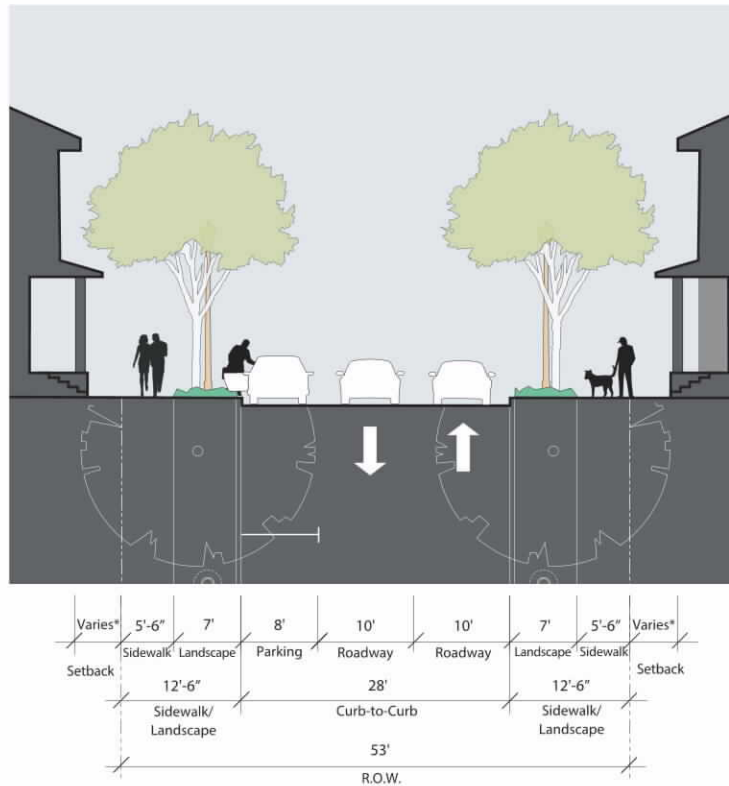 Varies* 5'-6" 7' 8' 10' 10' 7' 5'-6" Varies*
Sidewalk Landscape Parking Roadway Roadway Landscape Sidewalk
Setback Setback
12'-6" 28' 12'-6"
Sidewalk/ Curb-to-Curb Sidewalk/
Landscape Landscape
53'
R.O.W.